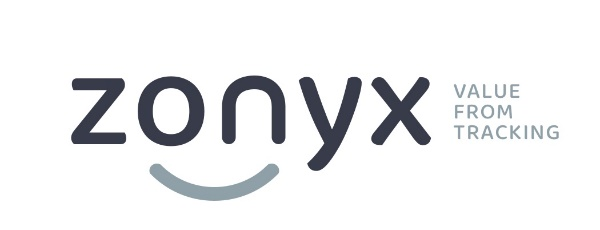 zonyx
VALUE
FROM
TRACKING